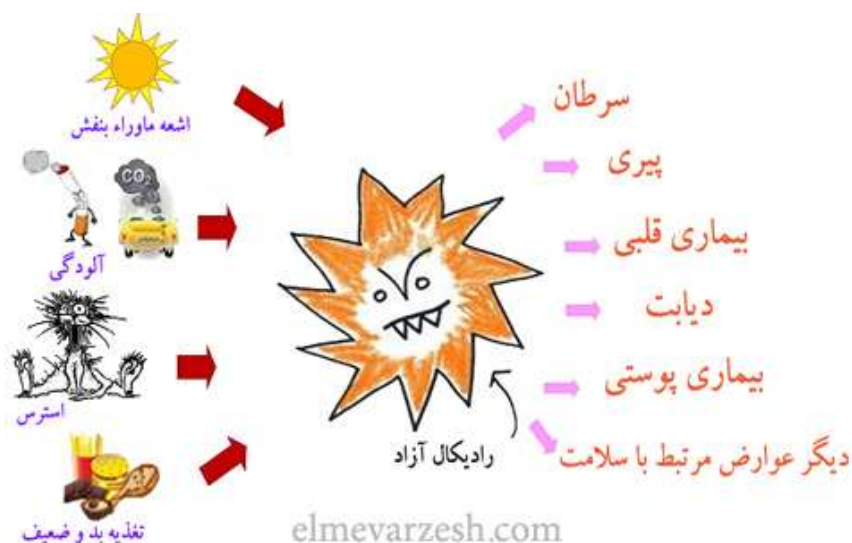 اشعه ماوراء بنفش
CO₂
آلودگی
استرس
تغذیه بد و ضعیف
رادیکال آزاد
سرطان
پیری
بیماری قلبی
دیابت
بیماری پوستی
دیگر عوارض مرتبط با سلامت
elmevarzesh.com